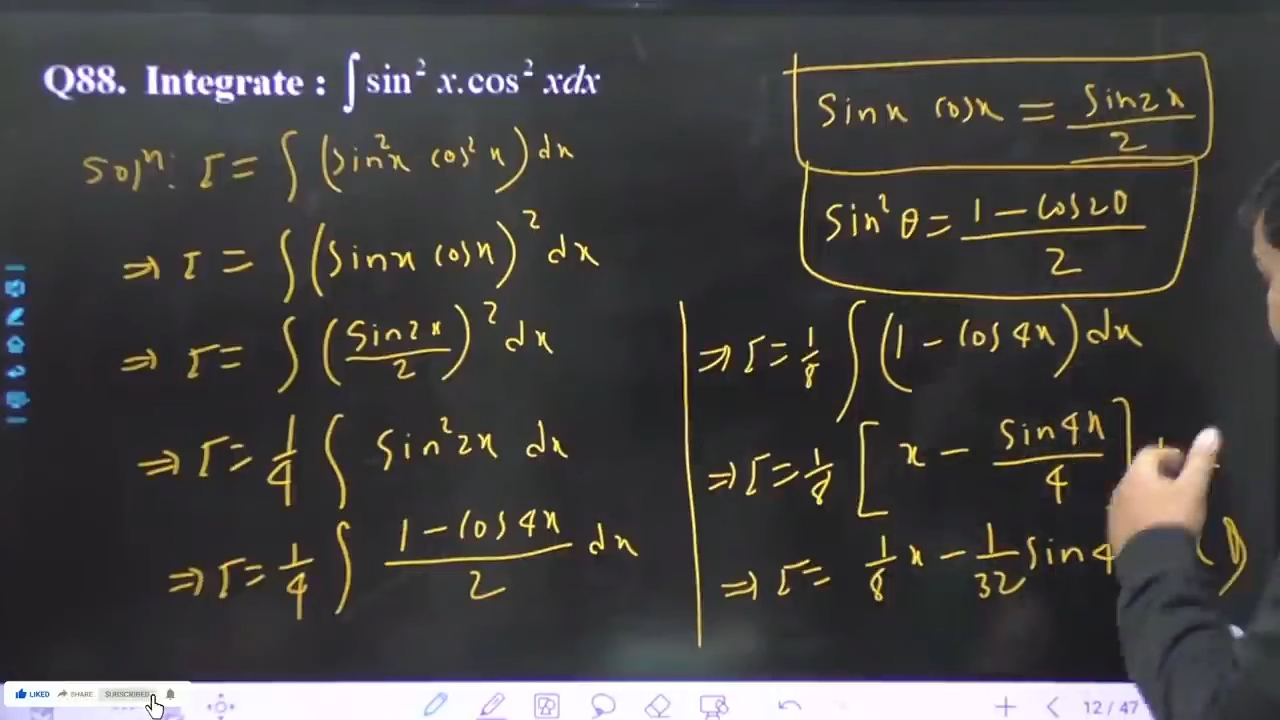 Q88. Integrate : ∫ sin² x.cos² xdx
Solⁿ: I = ∫ (sin²x cos²x) dx
⇒ I = ∫ (sinx cosx)² dx
⇒ I = ∫ (sin2x/2)² dx
⇒ I = 1/4 ∫ sin²2x dx
⇒ I = 1/4 ∫ 1-cos4x/2 dx
sinx cosx = sin2x/2
sin²θ = 1-cos2θ/2
⇒ I = 1/8 ∫ (1 - cos4x) dx
⇒ I = 1/8 [x - sin4x/4]
⇒ I = 1/8 x - 1/32 sin4
LIKED SHARE SUBSCRIBED
12 / 47